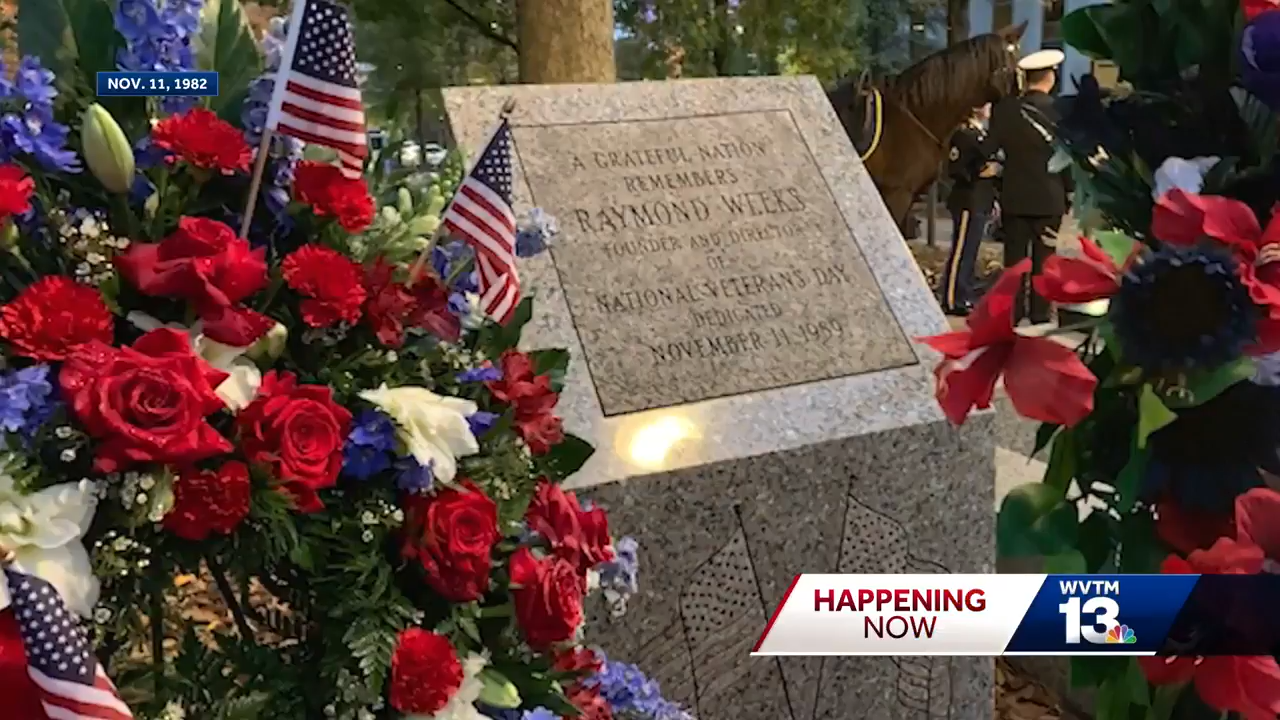 NOV. 11, 1982
A GRATEFUL NATION
REMEMBERS
RAYMOND WEEKS
FOUNDER AND DIRECTOR
OF
NATIONAL VETERAN'S DAY
DEDICATED
NOVEMBER 11, 1989
HAPPENING
NOW
WVTM
13